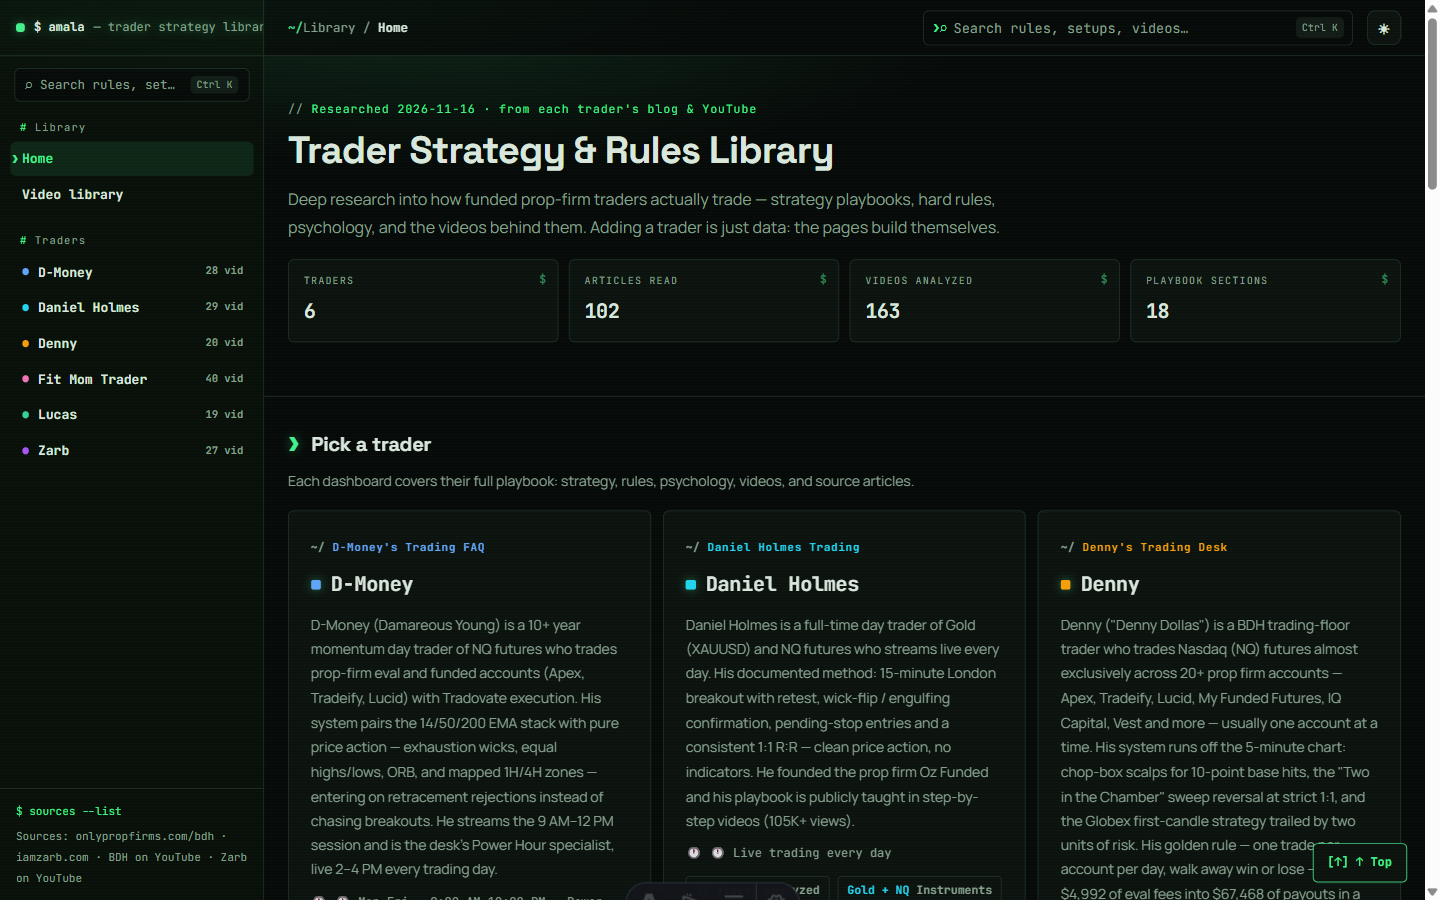 $ amala — trader strategy librar
~/Library / Home
Search rules, setups, videos…
Ctrl K
Search rules, set…
Ctrl K
# Library
Home
Video library
# Traders
D-Money 28 vid
Daniel Holmes 29 vid
Denny 20 vid
Fit Mom Trader 40 vid
Lucas 19 vid
Zarb 27 vid
$ sources --list
Sources: onlypropfirms.com/bdh ·
iamzarb.com · BDH on YouTube · Zarb
on YouTube
// Researched 2026-11-16 · from each trader's blog & YouTube
Trader Strategy & Rules Library
Deep research into how funded prop-firm traders actually trade — strategy playbooks, hard rules,
psychology, and the videos behind them. Adding a trader is just data: the pages build themselves.
TRADERS $
6
ARTICLES READ $
102
VIDEOS ANALYZED $
163
PLAYBOOK SECTIONS $
18
Pick a trader
Each dashboard covers their full playbook: strategy, rules, psychology, videos, and source articles.
~/ D-Money's Trading FAQ
D-Money
D-Money (Damareous Young) is a 10+ year
momentum day trader of NQ futures who trades
prop-firm eval and funded accounts (Apex,
Tradeify, Lucid) with Tradovate execution. His
system pairs the 14/50/200 EMA stack with pure
price action — exhaustion wicks, equal
highs/lows, ORB, and mapped 1H/4H zones —
entering on retracement rejections instead of
chasing breakouts. He streams the 9 AM–12 PM
session and is the desk's Power Hour specialist,
live 2–4 PM every trading day.
~/ Daniel Holmes Trading
Daniel Holmes
Daniel Holmes is a full-time day trader of Gold
(XAUUSD) and NQ futures who streams live every
day. His documented method: 15-minute London
breakout with retest, wick-flip / engulfing
confirmation, pending-stop entries and a
consistent 1:1 R:R — clean price action, no
indicators. He founded the prop firm Oz Funded
and his playbook is publicly taught in step-by-
step videos (105K+ views).
Live trading every day
Gold + NQ Instruments
~/ Denny's Trading Desk
Denny
Denny ("Denny Dollas") is a BDH trading-floor
trader who trades Nasdaq (NQ) futures almost
exclusively across 20+ prop firm accounts —
Apex, Tradeify, Lucid, My Funded Futures, IQ
Capital, Vest and more — usually one account at a
time. His system runs off the 5-minute chart:
chop-box scalps for 10-point base hits, the "Two
in the Chamber" sweep reversal at strict 1:1, and
the Globex first-candle strategy trailed by two
units of risk. His golden rule — one trade per
account per day, walk away win or lose —
$4,992 of eval fees into $67,468 of payouts in a
[↑] ↑ Top